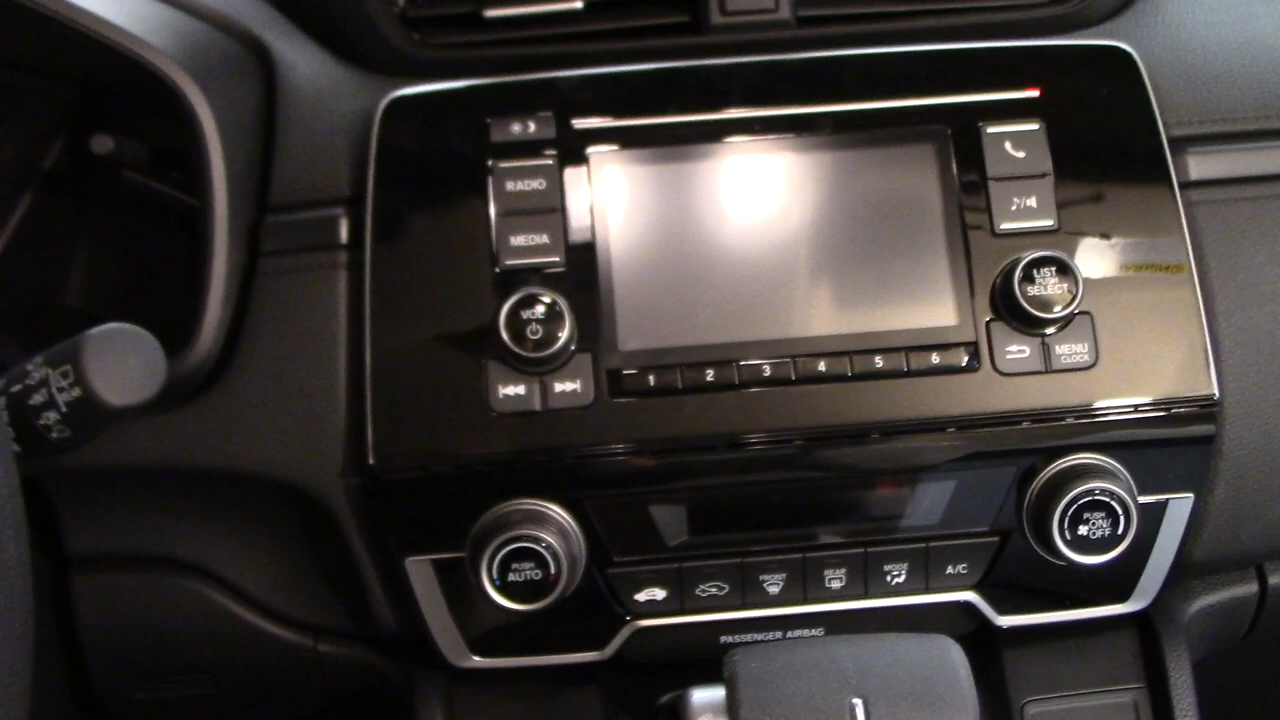 RADIO
MEDIA
VOL
1 2 3 4 5 6
LIST
PUSH
SELECT
MENU
CLOCK
PUSH
AUTO
FRONT
REAR
MODE
A/C
PUSH
ON/
OFF
PASSENGER AIRBAG